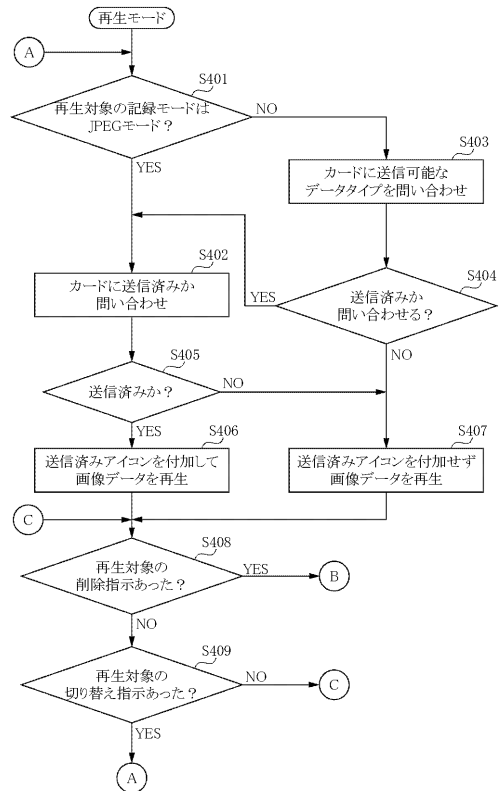 再生モード
A
S401
再生対象の記録モードは
JPEGモード？
NO
YES
S403
カードに送信可能な
データタイプを問い合わせ
S402
カードに送信済みか
問い合わせ
S404
送信済みか
問い合わせる？
YES
NO
S405
送信済みか？
NO
YES
S406
送信済みアイコンを付加して
画像データを再生
S407
送信済みアイコンを付加せず
画像データを再生
C
S408
再生対象の
削除指示あった？
YES
B
NO
S409
再生対象の
切り替え指示あった？
NO
C
YES
A